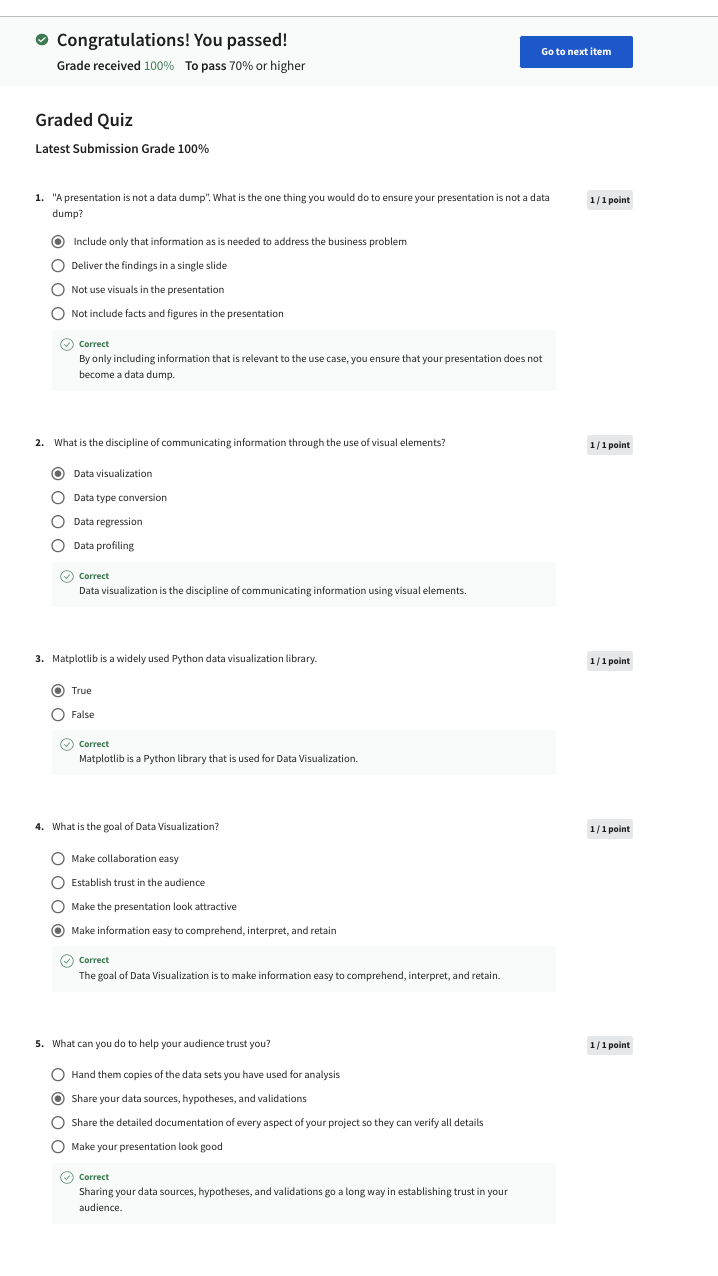 Congratulations! You passed!
Grade received 100% To pass 70% or higher
Go to next item
Graded Quiz
Latest Submission Grade 100%
1. "A presentation is not a data dump". What is the one thing you would do to ensure your presentation is not a data
dump?
1 / 1 point
Include only that information as is needed to address the business problem
Deliver the findings in a single slide
Not use visuals in the presentation
Not include facts and figures in the presentation
Correct
By only including information that is relevant to the use case, you ensure that your presentation does not
become a data dump.
2. What is the discipline of communicating information through the use of visual elements?
1 / 1 point
Data visualization
Data type conversion
Data regression
Data profiling
Correct
Data visualization is the discipline of communicating information using visual elements.
3. Matplotlib is a widely used Python data visualization library.
1 / 1 point
True
False
Correct
Matplotlib is a Python library that is used for Data Visualization.
4. What is the goal of Data Visualization?
1 / 1 point
Make collaboration easy
Establish trust in the audience
Make the presentation look attractive
Make information easy to comprehend, interpret, and retain
Correct
The goal of Data Visualization is to make information easy to comprehend, interpret, and retain.
5. What can you do to help your audience trust you?
1 / 1 point
Hand them copies of the data sets you have used for analysis
Share your data sources, hypotheses, and validations
Share the detailed documentation of every aspect of your project so they can verify all details
Make your presentation look good
Correct
Sharing your data sources, hypotheses, and validations go a long way in establishing trust in your
audience.